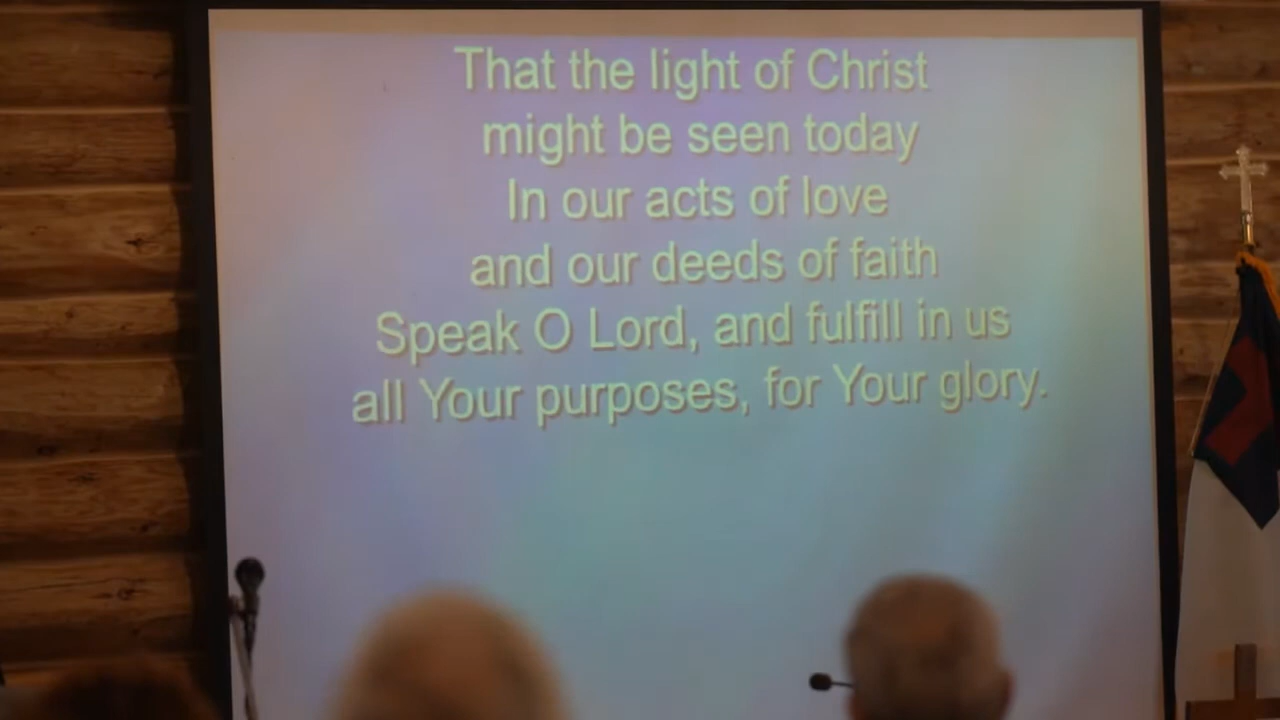 That the light of Christ
might be seen today
In our acts of love
and our deeds of faith
Speak O Lord, and fulfill in us
all Your purposes, for Your glory.